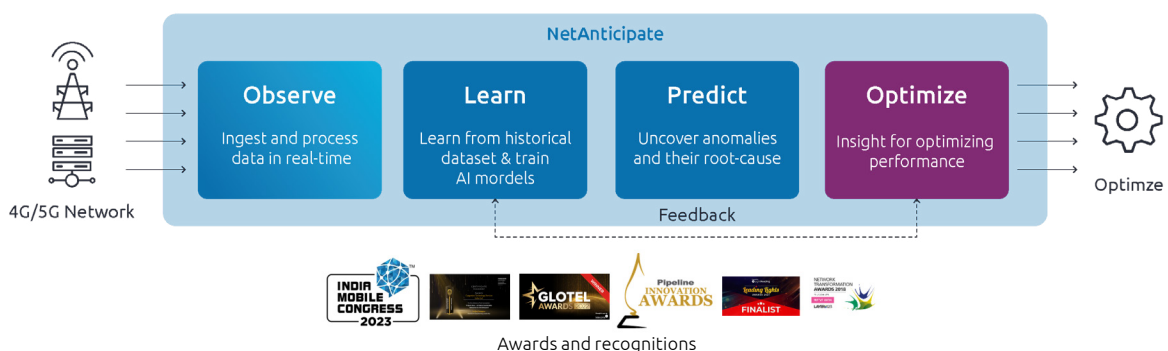 NetAnticipate
Observe
Ingest and process
data in real-time
Learn
Learn from historical
dataset & train
AI mordels
Predict
Uncover anomalies
and their root-cause
Optimize
Insight for optimizing
performance
4G/5G Network
Optimze
Feedback
INDIA
MOBILE
CONGRESS
2023
TM
GLOTEL
AWARDS
Pipeline
INNOVATION
AWARDS
Leading Lights
FINALIST
NETWORK
TRANSFORMATION
AWARDS 2018
Awards and recognitions